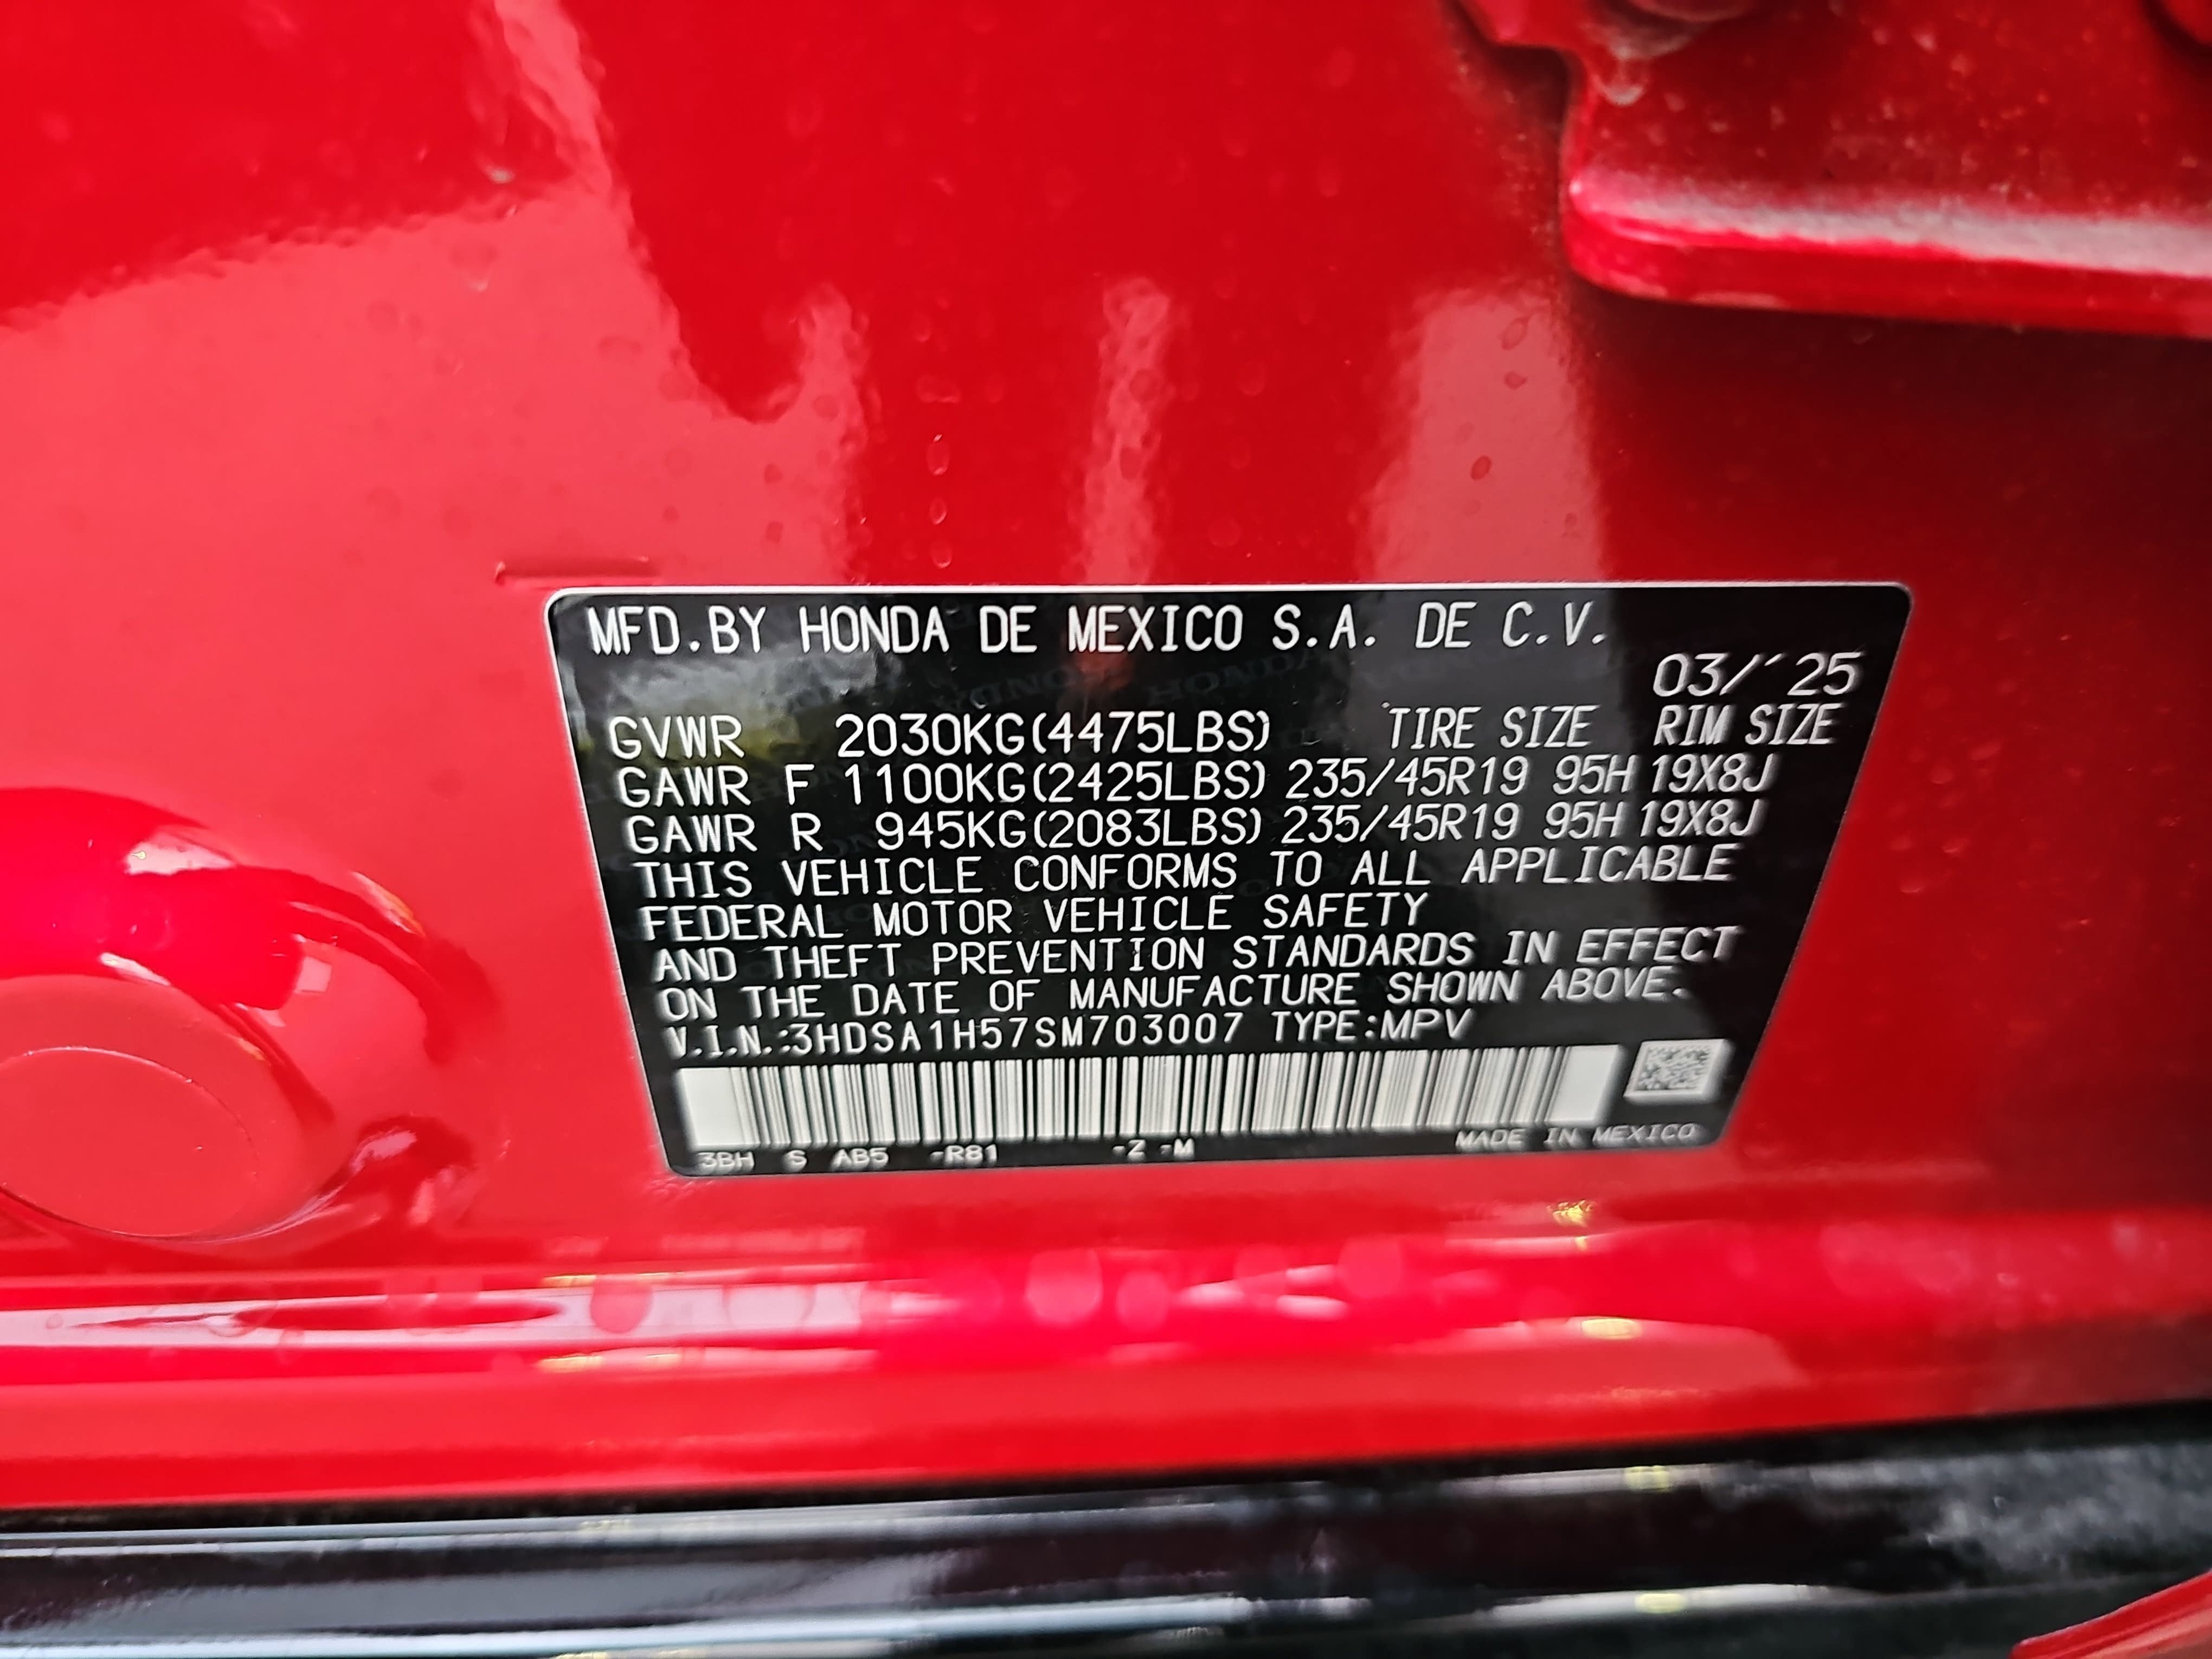 MFD.BY HONDA DE MEXICO S.A. DE C.V.
03/´25
GVWR 2030KG(4475LBS) TIRE SIZE RIM SIZE
GAWR F 1100KG(2425LBS) 235/45R19 95H 19X8J
GAWR R 945KG(2083LBS) 235/45R19 95H 19X8J
THIS VEHICLE CONFORMS TO ALL APPLICABLE
FEDERAL MOTOR VEHICLE SAFETY
AND THEFT PREVENTION STANDARDS IN EFFECT
ON THE DATE OF MANUFACTURE SHOWN ABOVE.
V.I.N.:3HDSA1H57SM703007 TYPE:MPV
3BH S AB5 -R81 -Z -M MADE IN MEXICO